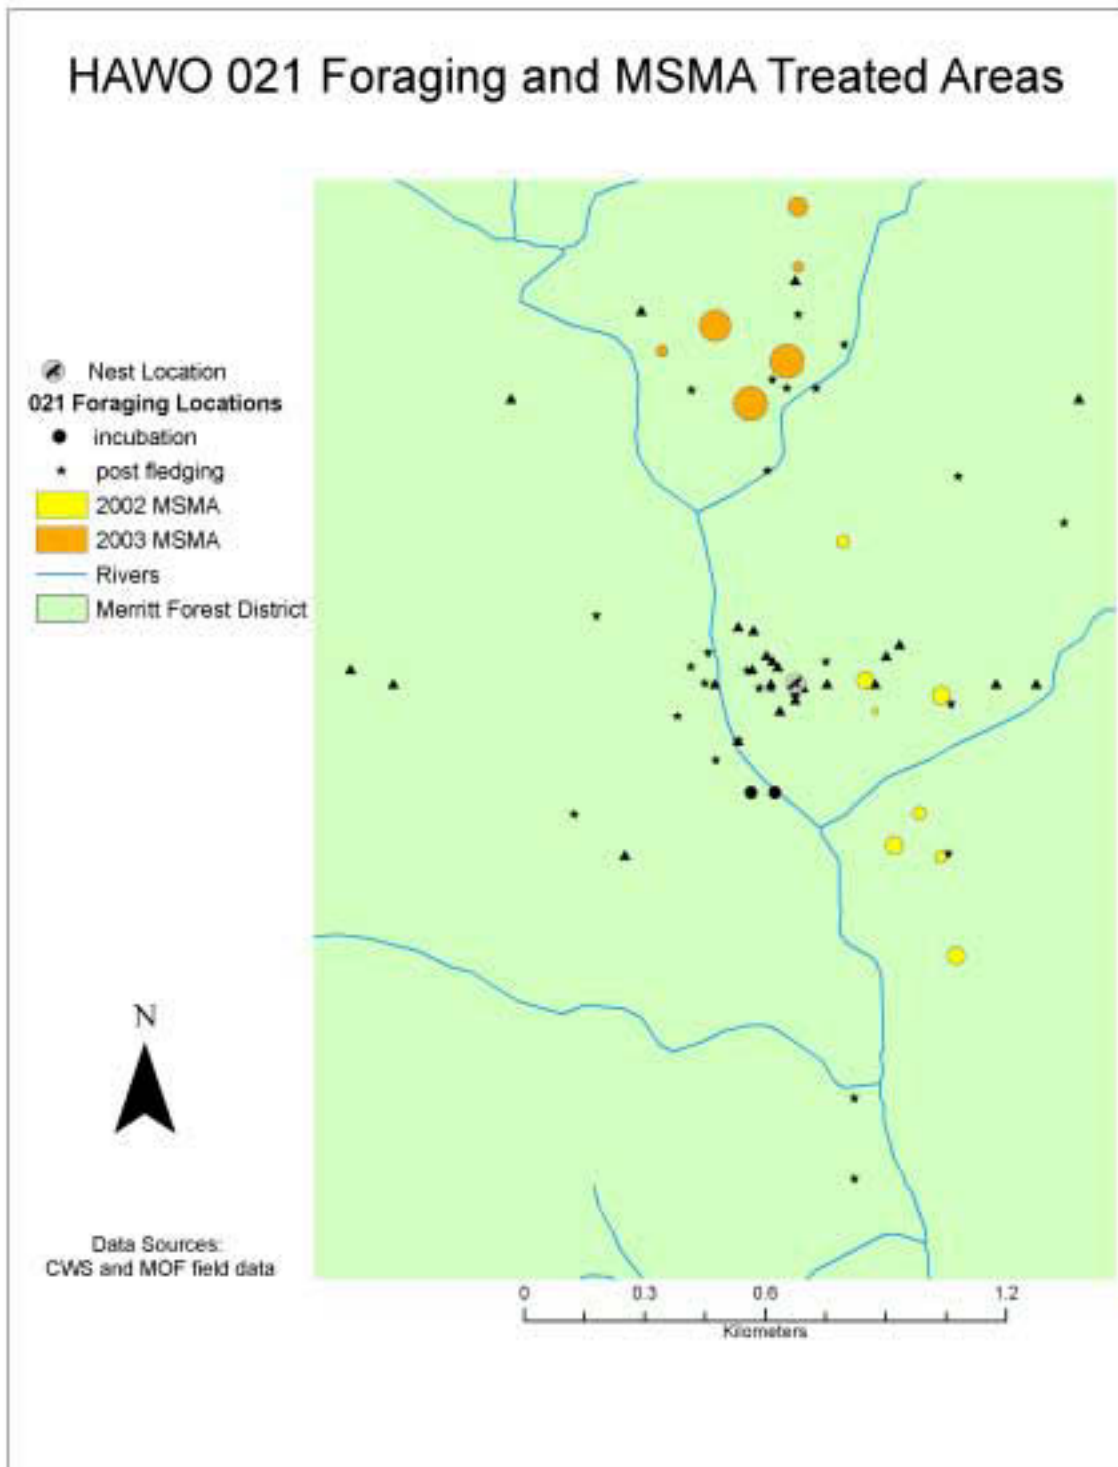 HAWO 021 Foraging and MSMA Treated Areas
Nest Location
021 Foraging Locations
incubation
post fledging
2002 MSMA
2003 MSMA
Rivers
Merritt Forest District
N
Data Sources:
CWS and MOF field data
0 0.3 0.6 1.2
Kilometers